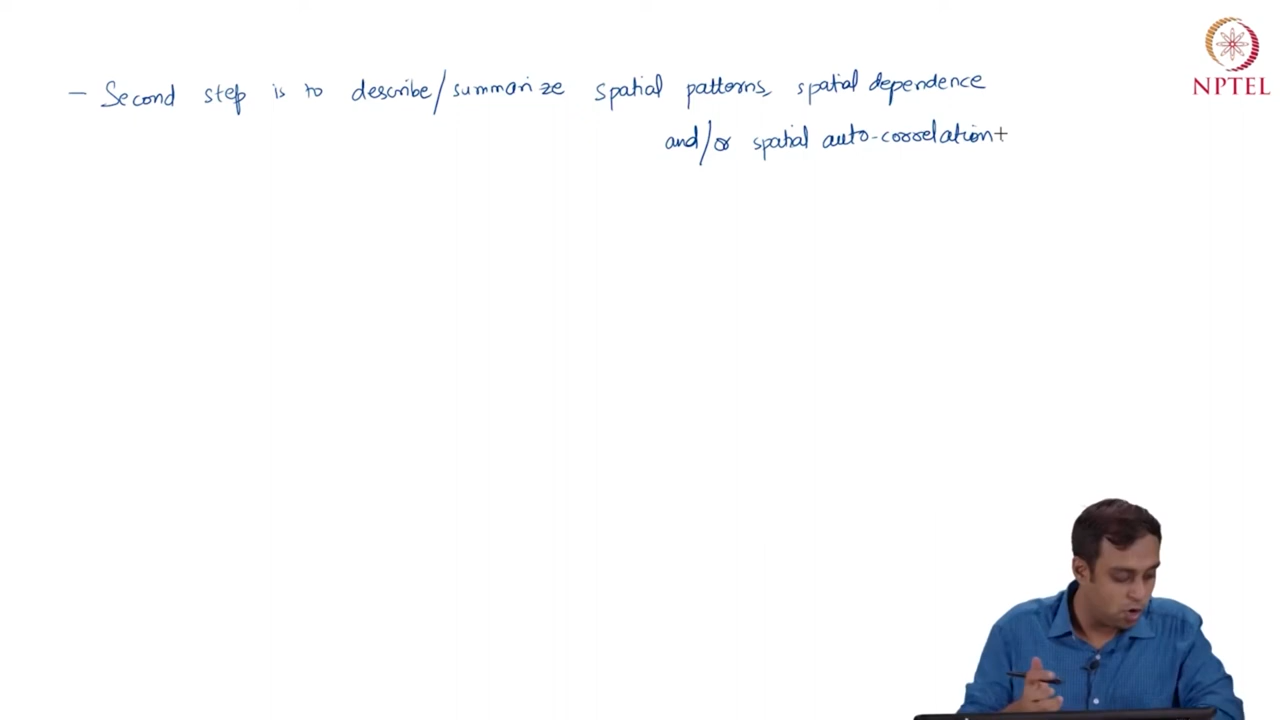 - Second step is to describe/summarize spatial patterns, spatial dependence
and/or spatial auto-correlation+
NPTEL